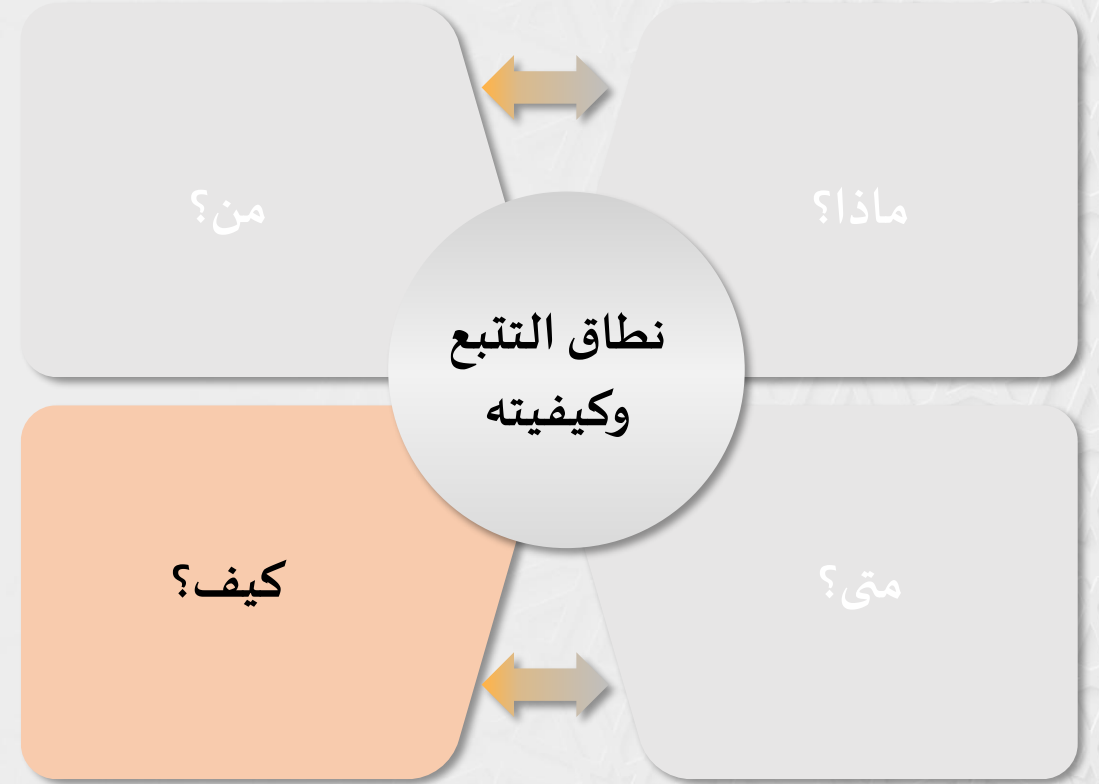 ماذا؟
من؟
نطاق التتبع
وكيفيته
متى؟
كيف؟